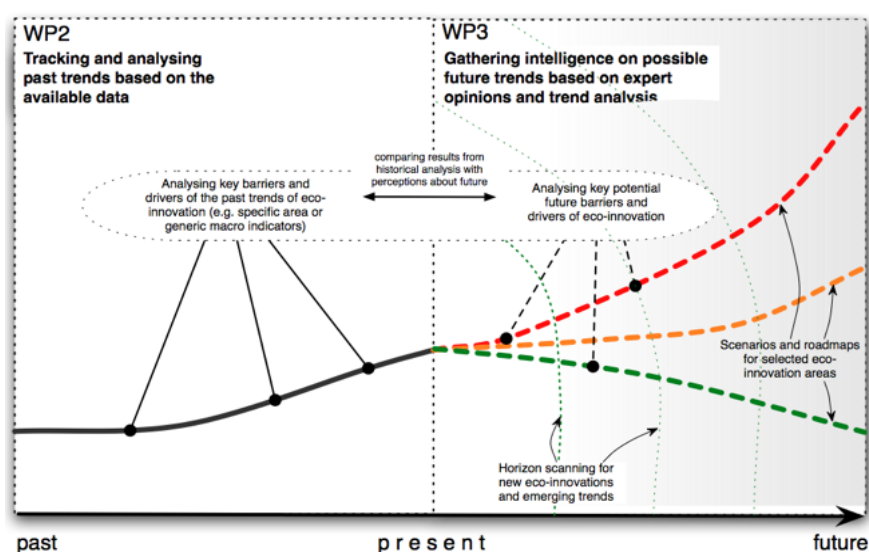 WP2
Tracking and analysing
past trends based on the
available data
WP3
Gathering intelligence on possible
future trends based on expert
opinions and trend analysis
Analysing key barriers and
drivers of the past trends of eco-
innovation (e.g. specific area or
generic macro indicators)
comparing results from
historical analysis with
perceptions about future
Analysing key potential
future barriers and
drivers of eco-innovation
Scenarios and roadmaps
for selected eco-
innovation areas
Horizon scanning for
new eco-innovations
and emerging trends
past
present
future